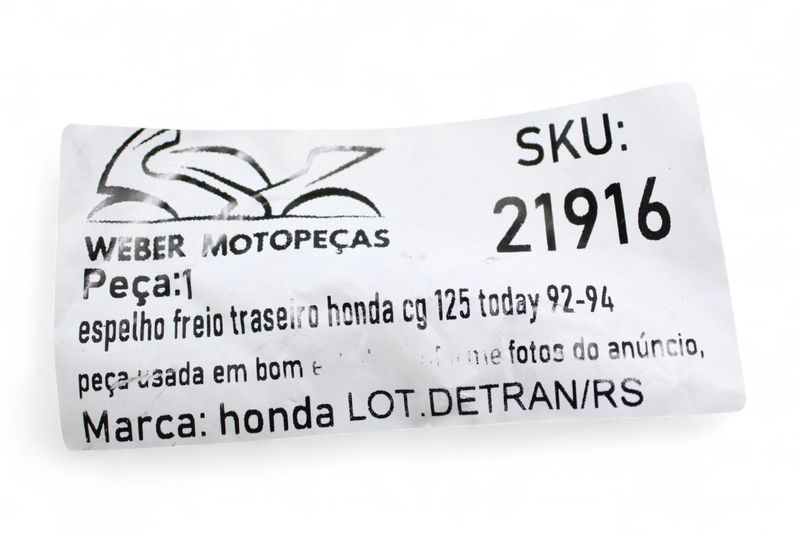 WEBER MOTOPEÇAS
SKU:
21916
Peça:1
espelho freio traseiro honda cg 125 today 92-94
peça usada em bom fotos do anúncio,
Marca: honda LOT.DETRAN/RS